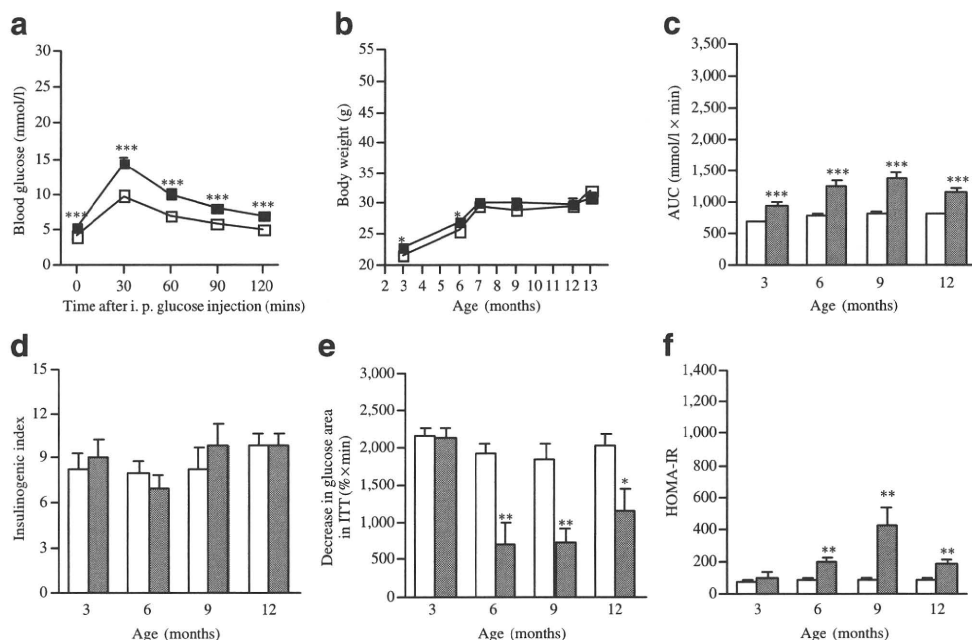 a
30
25
20
15
10
5
0
Blood glucose (mmol/l)
***
***
***
***
***
0 30 60 90 120
Time after i. p. glucose injection (mins)
b
55
50
45
40
35
30
25
20
Body weight (g)
*
*
2 3 4 5 6 7 8 9 10 11 12 13
Age (months)
c
3,500
3,000
2,500
2,000
1,500
1,000
500
0
AUC (mmol/l × min)
***
***
***
***
3 6 9 12
Age (months)
d
15
12
9
6
3
0
Insulinogenic index
3 6 9 12
Age (months)
e
3,000
2,500
2,000
1,500
1,000
500
0
Decrease in glucose area
in ITT (% × min)
**
**
*
3 6 9 12
Age (months)
f
1,400
1,200
1,000
800
600
400
200
0
HOMA-IR
**
**
**
3 6 9 12
Age (months)